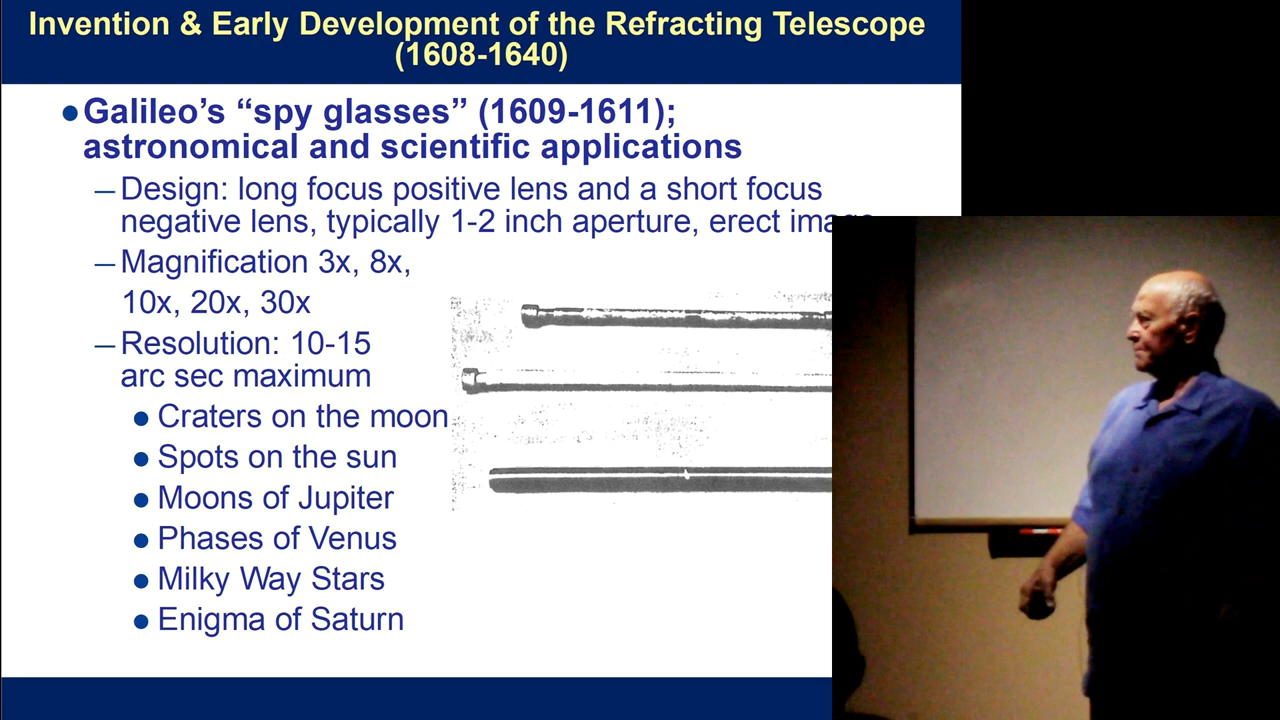 Invention & Early Development of the Refracting Telescope
(1608-1640)
●Galileo’s “spy glasses” (1609-1611);
astronomical and scientific applications
–Design: long focus positive lens and a short focus
negative lens, typically 1-2 inch aperture, erect
–Magnification 3x, 8x,
10x, 20x, 30x
–Resolution: 10-15
arc sec maximum
● Craters on the moon
● Spots on the sun
● Moons of Jupiter
● Phases of Venus
● Milky Way Stars
● Enigma of Saturn